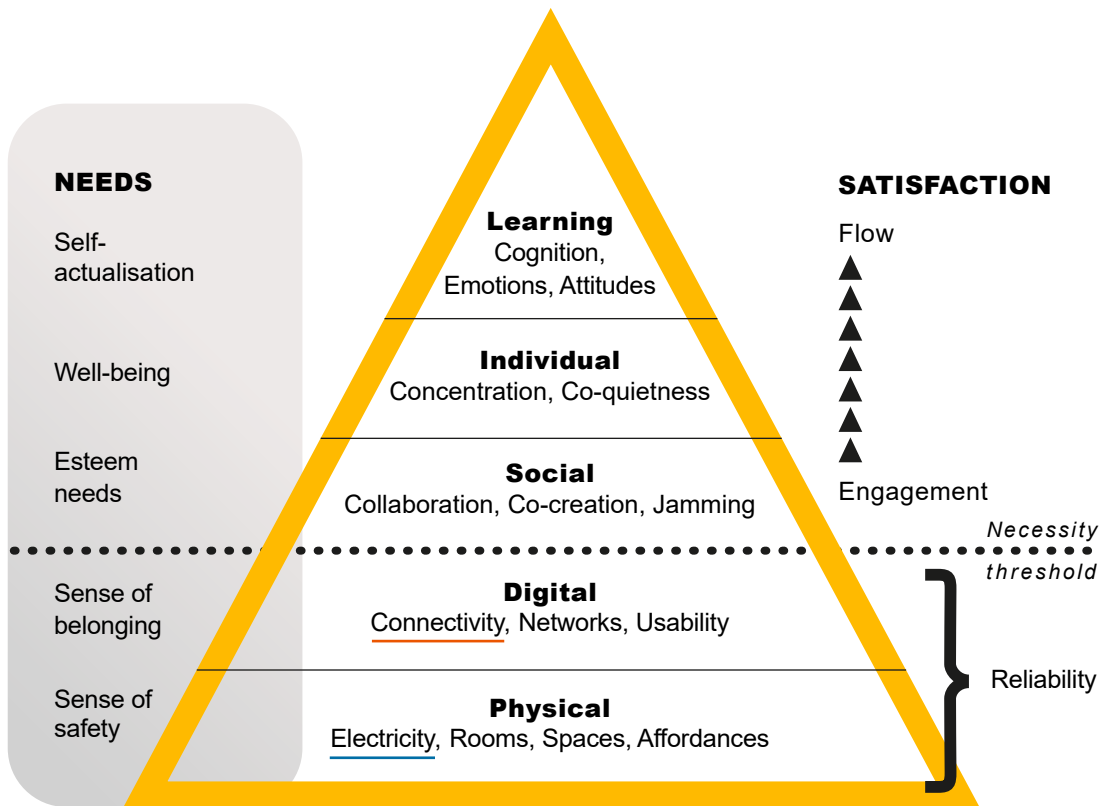 NEEDS
Self-
actualisation
Well-being
Esteem
needs
Sense of
belonging
Sense of
safety
Learning
Cognition,
Emotions, Attitudes
Individual
Concentration, Co-quietness
Social
Collaboration, Co-creation, Jamming
Digital
Connectivity, Networks, Usability
Physical
Electricity, Rooms, Spaces, Affordances
SATISFACTION
Flow
Engagement
Necessity
threshold
Reliability